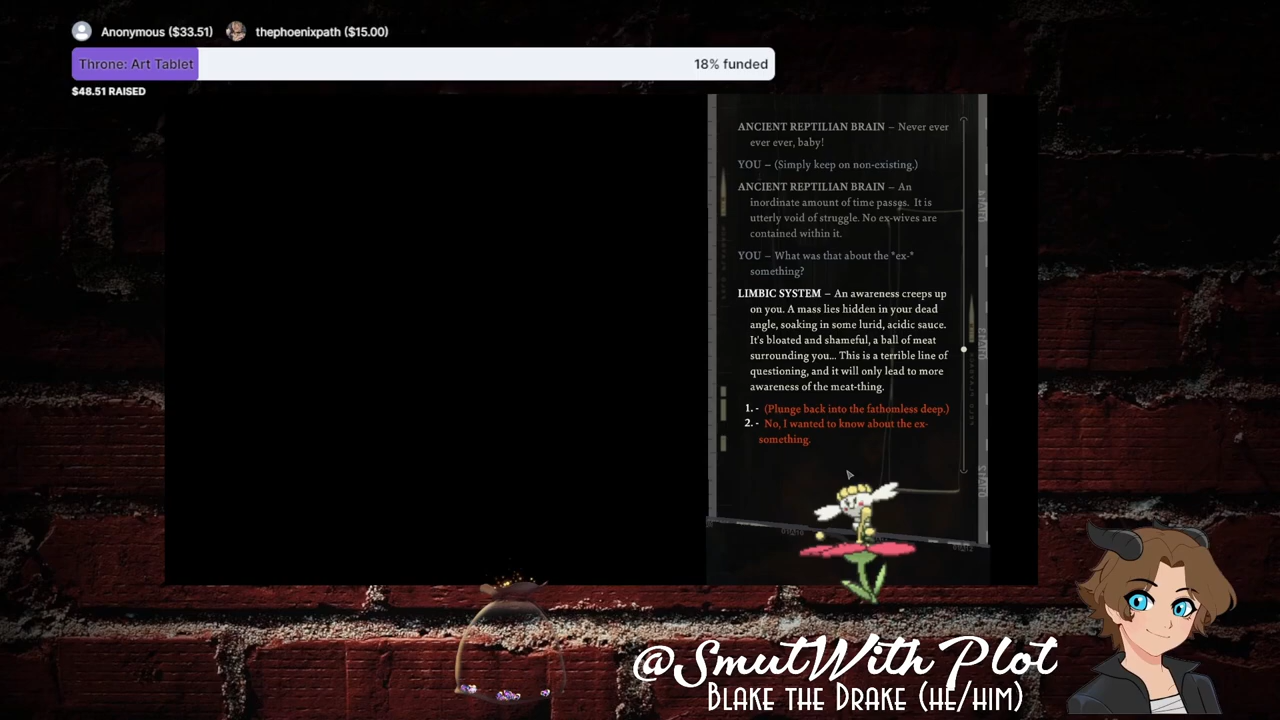 Anonymous ($33.51) thephoenixpath ($15.00)
Throne: Art Tablet 18% funded
$48.51 RAISED
ANCIENT REPTILIAN BRAIN – Never ever
ever ever, baby!
YOU – (Simply keep on non-existing.)
ANCIENT REPTILIAN BRAIN – An
inordinate amount of time passes. It is
utterly void of struggle. No ex-wives are
contained within it.
YOU – What was that about the *ex-*
something?
LIMBIC SYSTEM – An awareness creeps up
on you. A mass lies hidden in your dead
angle, soaking in some lurid, acidic sauce.
It's bloated and shameful, a ball of meat
surrounding you... This is a terrible line of
questioning, and it will only lead to more
awareness of the meat-thing.
1. - (Plunge back into the fathomless deep.)
2. - No, I wanted to know about the ex-
something.
@SmutWithPlot
BLAKE THE DRAKE (HE/HIM)